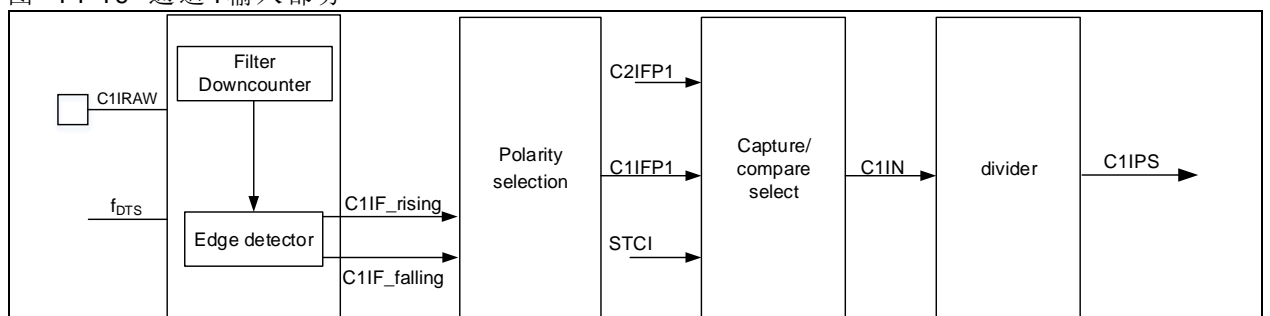 Filter
Downcounter
C1IRAW
fDTS
Edge detector
C1IF_rising
C1IF_falling
Polarity
selection
C2IFP1
C1IFP1
STCI
Capture/
compare
select
C1IN
divider
C1IPS